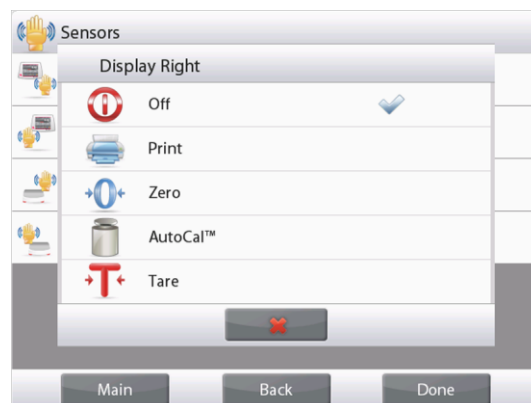 Sensors
Display Right
Off
Print
Zero
AutoCal™
Tare
Main Back Done